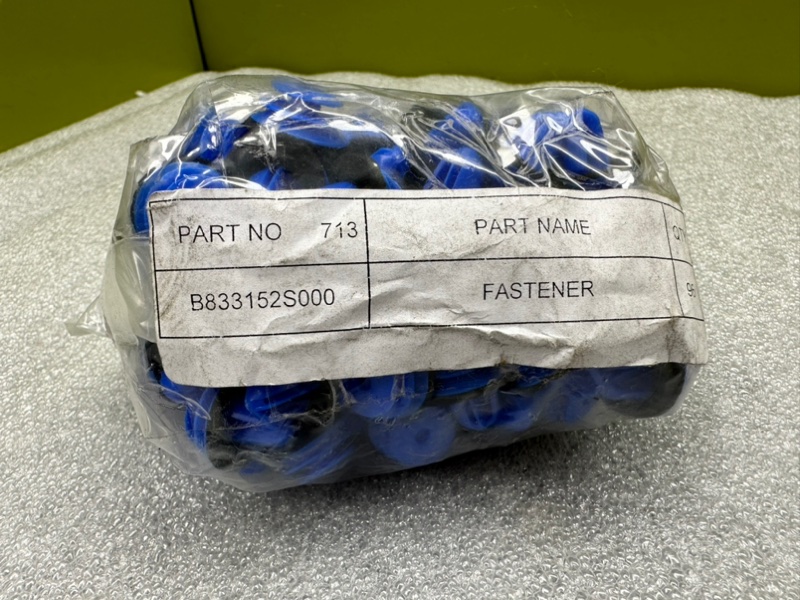 PART NO 713 PART NAME
B833152S000 FASTENER